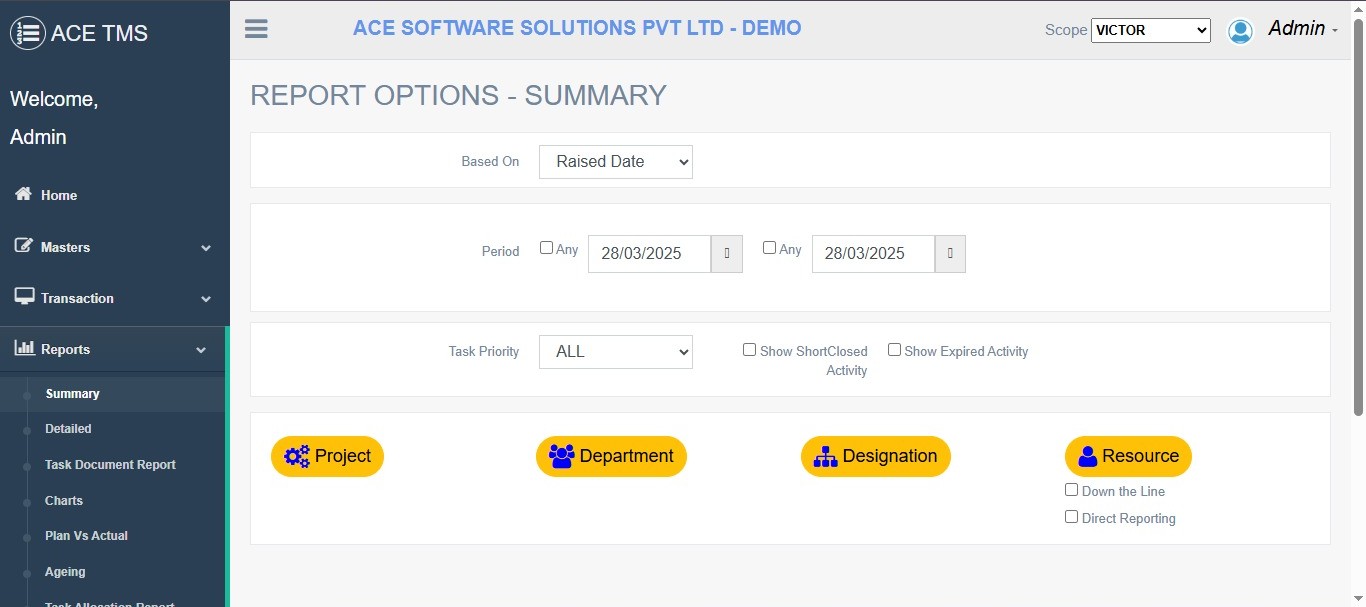 ACE TMS
ACE SOFTWARE SOLUTIONS PVT LTD - DEMO
Scope VICTOR
Admin
Welcome,
Admin
Home
Masters
Transaction
Reports
Summary
Detailed
Task Document Report
Charts
Plan Vs Actual
Ageing
Task Allocation Report
REPORT OPTIONS - SUMMARY
Based On Raised Date
Period Any 28/03/2025 Any 28/03/2025
Task Priority ALL Show ShortClosed Show Expired Activity
Activity
Project Department Designation Resource
Down the Line
Direct Reporting